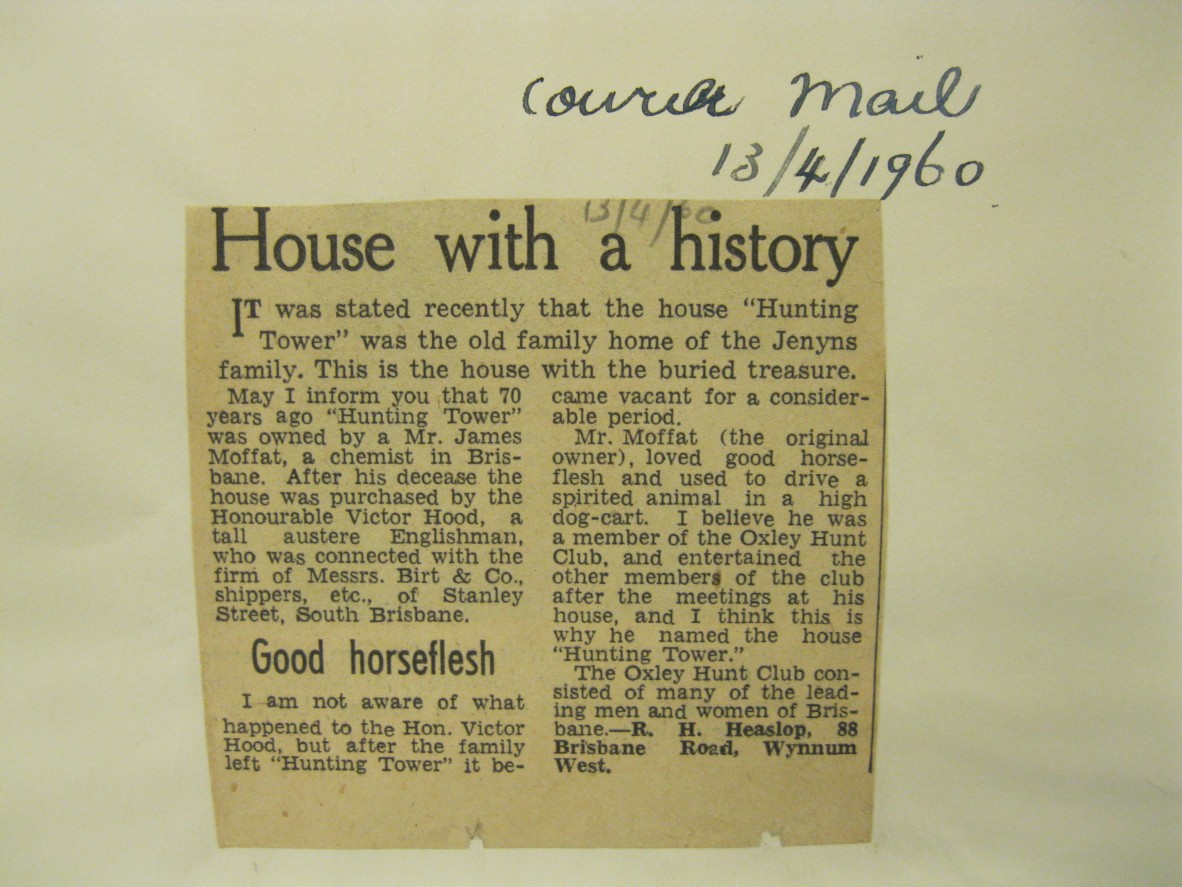 Courier Mail
13/4/1960
13/4/60
House with a history
IT was stated recently that the house "Hunting
Tower" was the old family home of the Jenyns
family. This is the house with the buried treasure.
May I inform you that 70
years ago "Hunting Tower"
was owned by a Mr. James
Moffat, a chemist in Bris-
bane. After his decease the
house was purchased by the
Honourable Victor Hood, a
tall austere Englishman,
who was connected with the
firm of Messrs. Birt & Co.,
shippers, etc., of Stanley
Street, South Brisbane.
Good horseflesh
I am not aware of what
happened to the Hon. Victor
Hood, but after the family
left "Hunting Tower" it be-
came vacant for a consider-
able period.
Mr. Moffat (the original
owner), loved good horse-
flesh and used to drive a
spirited animal in a high
dog-cart. I believe he was
a member of the Oxley Hunt
Club, and entertained the
other members of the club
after the meetings at his
house, and I think this is
why he named the house
"Hunting Tower."
The Oxley Hunt Club con-
sisted of many of the lead-
ing men and women of Bris-
bane.—R. H. Heaslop, 88
Brisbane Road, Wynnum
West.